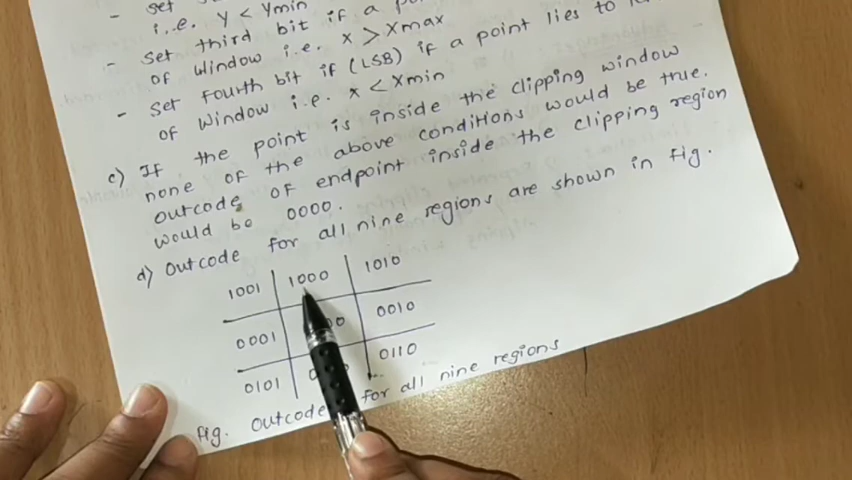 - set
i.e. y < ymin
- set third bit if a
of window i.e. x > xmax
- set fourth bit if (LSB) if a point lies to
of window i.e. x < xmin
c) If the point is inside the clipping window
none of the above conditions would be true.
outcode of endpoint inside the clipping region
would be 0000.
d) Outcode for all nine regions are shown in fig.
1001 1000 1010
0001 0010
0101 0110
Fig. Outcode for all nine regions